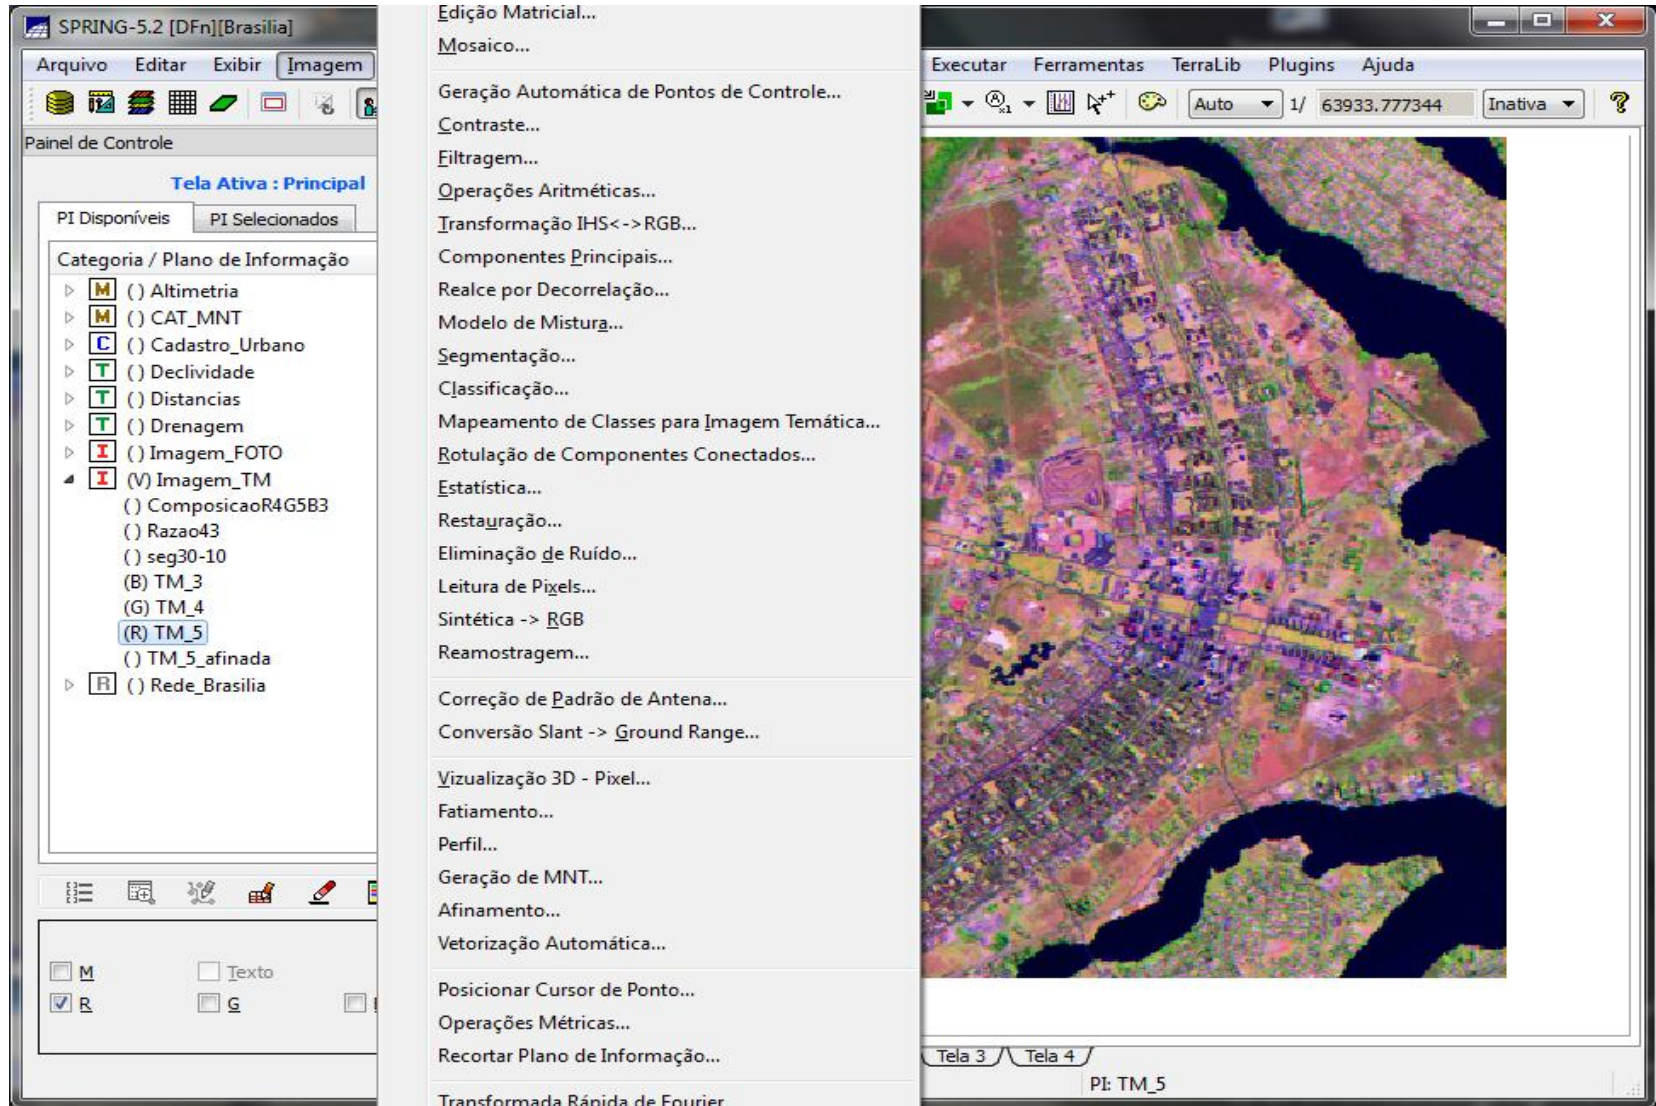 SPRING-5.2 [DFn][Brasilia]
Arquivo Editar Exibir Imagem
Executar Ferramentas TerraLib Plugins Ajuda
Auto 1/ 63933.777344 Inativa
Painel de Controle
Tela Ativa : Principal
PI Disponíveis PI Selecionados
Categoria / Plano de Informação
M () Altimetria
M () CAT_MNT
C () Cadastro_Urbano
T () Declividade
T () Distancias
T () Drenagem
I () Imagem_FOTO
I (V) Imagem_TM
() ComposicaoR4G5B3
() Razao43
() seg30-10
(B) TM_3
(G) TM_4
(R) TM_5
() TM_5_afinada
R () Rede_Brasilia
M Texto
R G
Edição Matricial...
Mosaico...
Geração Automática de Pontos de Controle...
Contraste...
Filtragem...
Operações Aritméticas...
Transformação IHS<->RGB...
Componentes Principais...
Realce por Decorrelação...
Modelo de Mistura...
Segmentação...
Classificação...
Mapeamento de Classes para Imagem Temática...
Rotulação de Componentes Conectados...
Estatística...
Restauração...
Eliminação de Ruído...
Leitura de Pixels...
Sintética -> RGB
Reamostragem...
Correção de Padrão de Antena...
Conversão Slant -> Ground Range...
Vizualização 3D - Pixel...
Fatiamento...
Perfil...
Geração de MNT...
Afinamento...
Vetorização Automática...
Posicionar Cursor de Ponto...
Operações Métricas...
Recortar Plano de Informação...
Transformada Rápida de Fourier
Tela 3 Tela 4
PI: TM_5